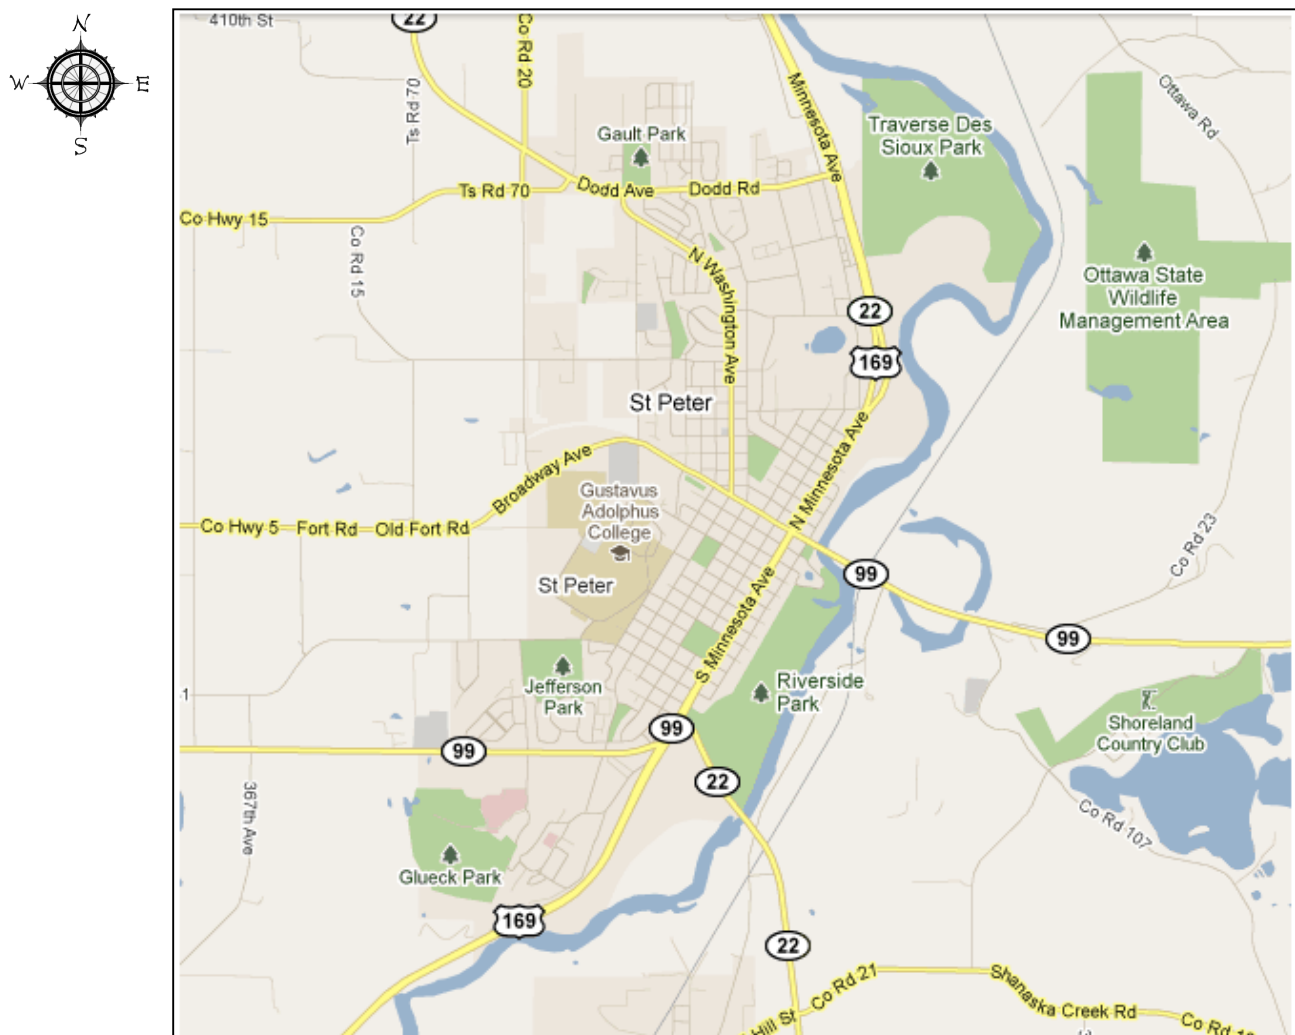 N
W
E
S
410th St
22
Co Rd 20
Ts Rd 70
Minnesota Ave
Ottawa Rd
Traverse Des
Sioux Park
Gault Park
Ts Rd 70
Dodd Ave
Dodd Rd
Co Hwy 15
Co Rd 15
N Washington Ave
Ottawa State
Wildlife
Management Area
22
169
St Peter
N Minnesota Ave
Broadway Ave
Gustavus
Adolphus
College
Co Hwy 5
Fort Rd
Old Fort Rd
Co Rd 23
99
St Peter
S Minnesota Ave
99
Jefferson
Park
Riverside
Park
1
Shoreland
Country Club
99
99
22
367th Ave
Co Rd 107
Glueck Park
169
22
Co Rd 21
Shanaska Creek Rd
Hill St